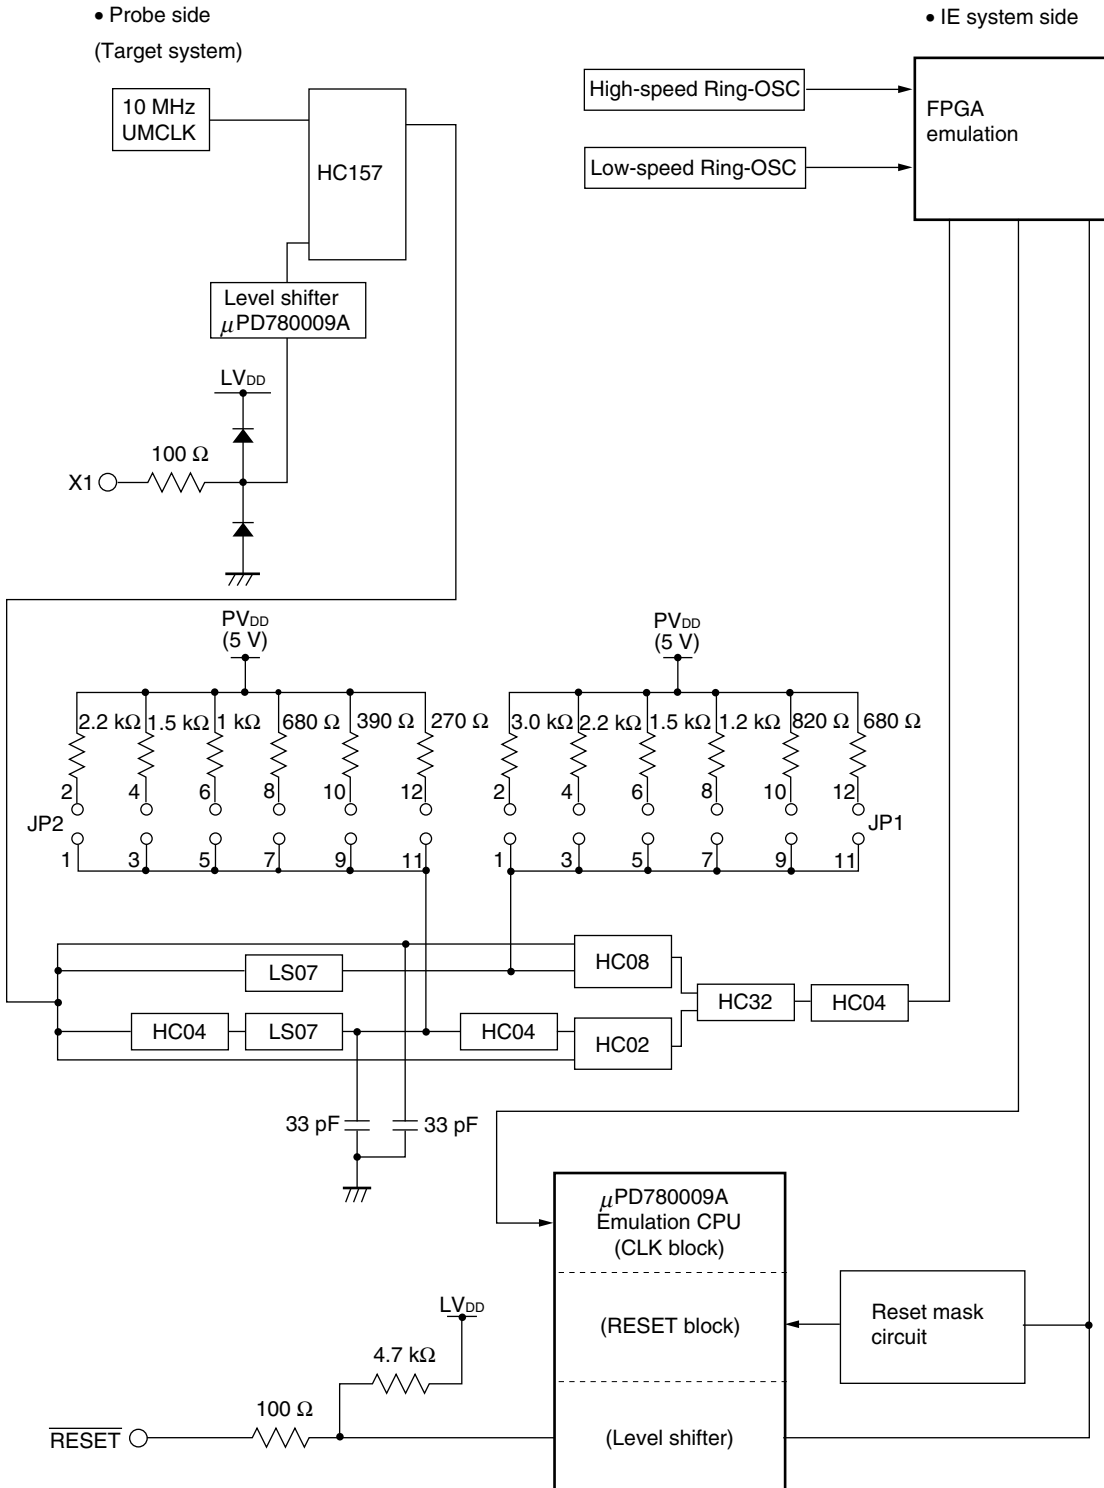 • Probe side
(Target system)
• IE system side
10 MHz
UMCLK
HC157
High-speed Ring-OSC
Low-speed Ring-OSC
FPGA
emulation
Level shifter
μPD780009A
LVDD
100 Ω
X1
PVDD
(5 V)
PVDD
(5 V)
2.2 kΩ 1.5 kΩ 1 kΩ 680 Ω 390 Ω 270 Ω 3.0 kΩ 2.2 kΩ 1.5 kΩ 1.2 kΩ 820 Ω 680 Ω
2 4 6 8 10 12 2 4 6 8 10 12
JP2 JP1
1 3 5 7 9 11 1 3 5 7 9 11
HC08
LS07
HC32 HC04
HC04 LS07 HC04 HC02
33 pF 33 pF
μPD780009A
Emulation CPU
(CLK block)
(RESET block)
Reset mask
circuit
LVDD
4.7 kΩ
100 Ω
RESET
(Level shifter)